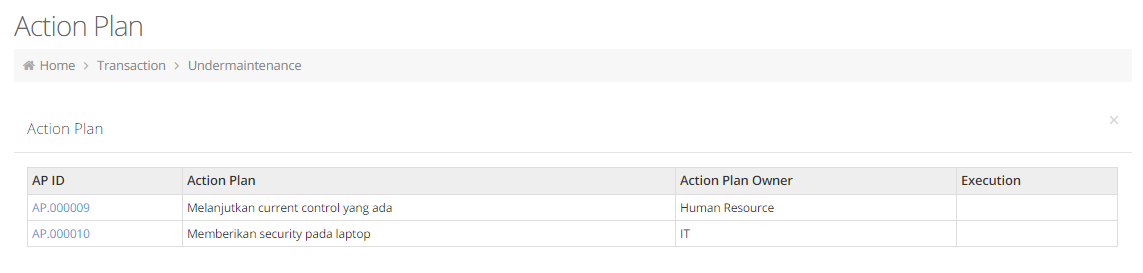 Action Plan
Home > Transaction > Undermaintenance
Action Plan ×
AP ID Action Plan Action Plan Owner Execution
AP.000009 Melanjutkan current control yang ada Human Resource
AP.000010 Memberikan security pada laptop IT